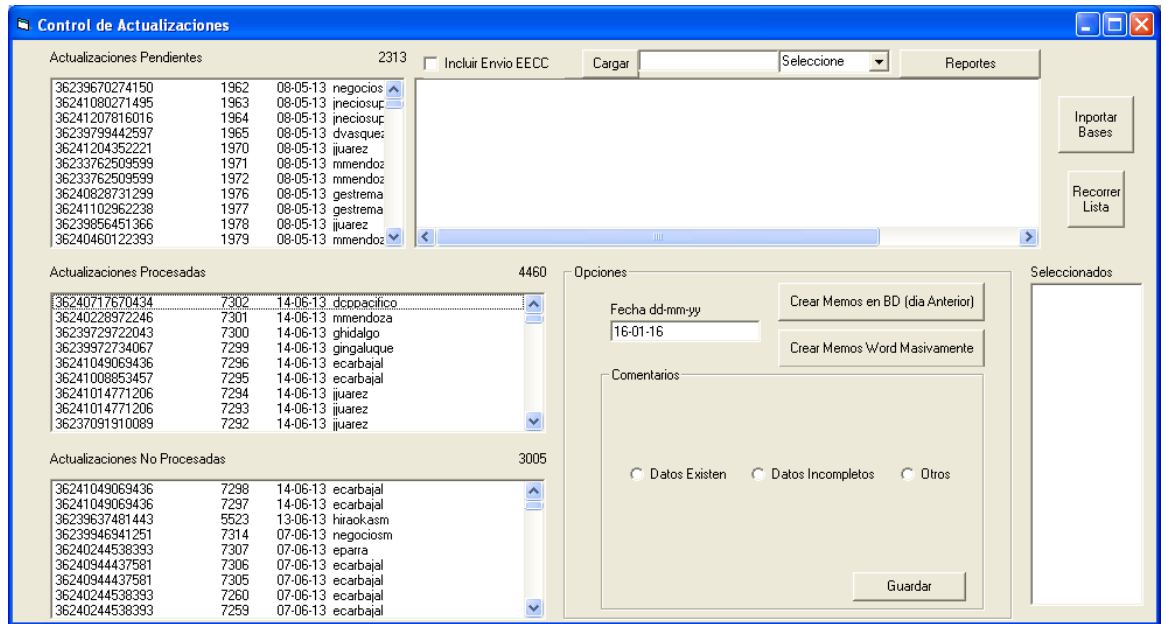 Control de Actualizaciones
Actualizaciones Pendientes 2313
Incluir Envio EECC Cargar Seleccione Reportes
36239670274150 1962 08-05-13 negocios
36241080271495 1963 08-05-13 jneciosup
36241207816016 1964 08-05-13 jneciosup
36239799442597 1965 08-05-13 dvasquez
36241204352221 1970 08-05-13 jjuarez
36233762509599 1971 08-05-13 mmendoz
36233762509599 1972 08-05-13 mmendoz
36240828731299 1976 08-05-13 gestrema
36241102962238 1977 08-05-13 gestrema
36239856451366 1978 08-05-13 jjuarez
36240460122393 1979 08-05-13 mmendoz
Inportar
Bases
Recorrer
Lista
Actualizaciones Procesadas 4460
36240717670434 7302 14-06-13 dcppacifico
36240228972246 7301 14-06-13 mmendoza
36239729722043 7300 14-06-13 ghidalgo
36239972734067 7299 14-06-13 gingaluque
36241049069436 7296 14-06-13 ecarbajal
36241008853457 7295 14-06-13 ecarbajal
36241014771206 7294 14-06-13 jjuarez
36241014771206 7293 14-06-13 jjuarez
36237091910089 7292 14-06-13 jjuarez
Actualizaciones No Procesadas 3005
36241049069436 7298 14-06-13 ecarbajal
36241049069436 7297 14-06-13 ecarbajal
36239637481443 5523 13-06-13 hiraokasm
36239946941251 7314 07-06-13 negociosm
36240244538393 7307 07-06-13 eparra
36240944437581 7306 07-06-13 ecarbajal
36240944437581 7305 07-06-13 ecarbajal
36240244538393 7260 07-06-13 ecarbajal
36240244538393 7259 07-06-13 ecarbajal
Opciones
Fecha dd-mm-yy
16-01-16
Crear Memos en BD (dia Anterior)
Crear Memos Word Masivamente
Comentarios
Datos Existen Datos Incompletos Otros
Guardar
Seleccionados